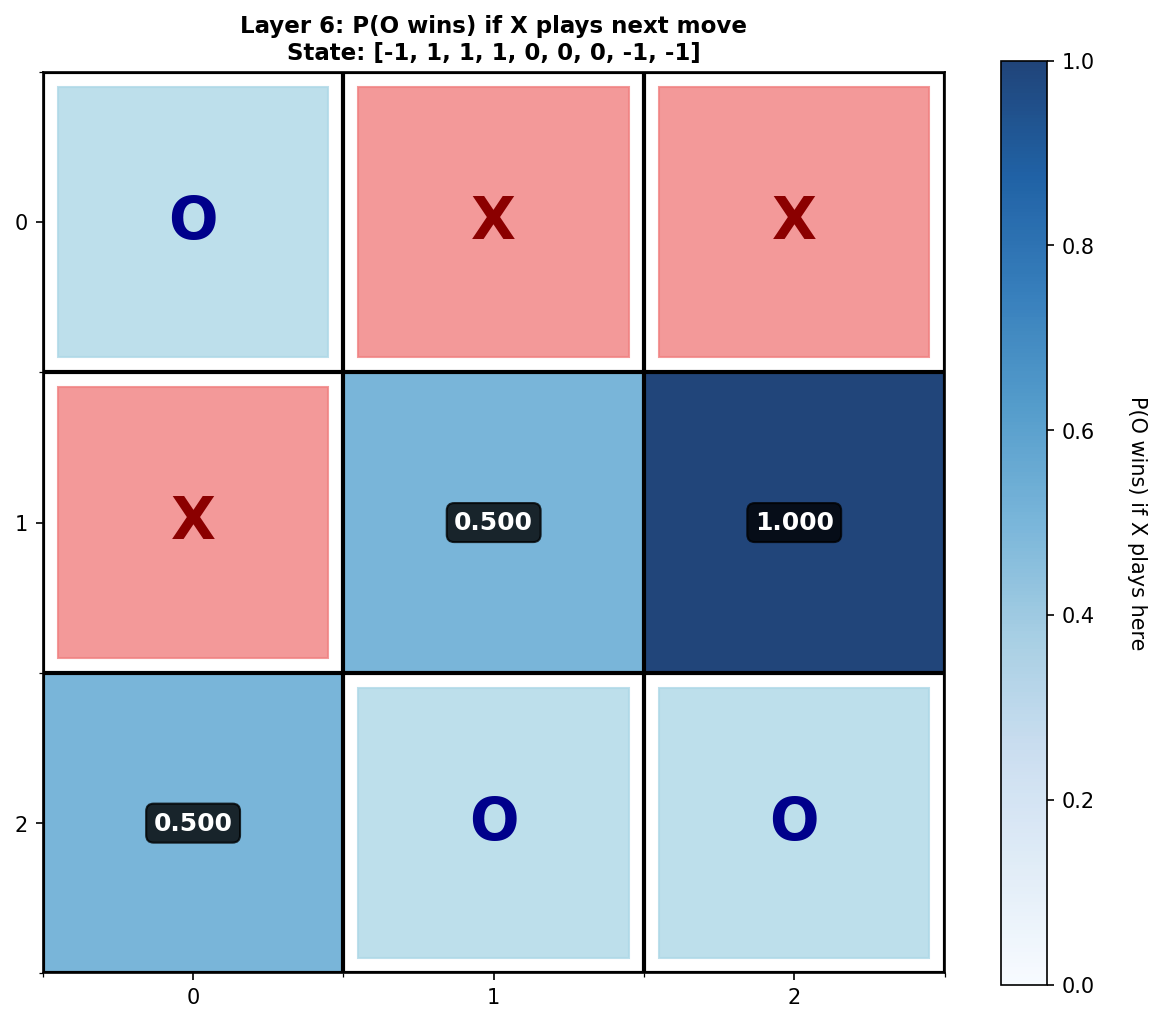 Layer 6: P(O wins) if X plays next move
State: [-1, 1, 1, 1, 0, 0, 0, -1, -1]
0
O
X
X
1
X
0.500
1.000
2
0.500
O
O
0
1
2
1.0
0.8
0.6
0.4
0.2
0.0
P(O wins) if X plays here